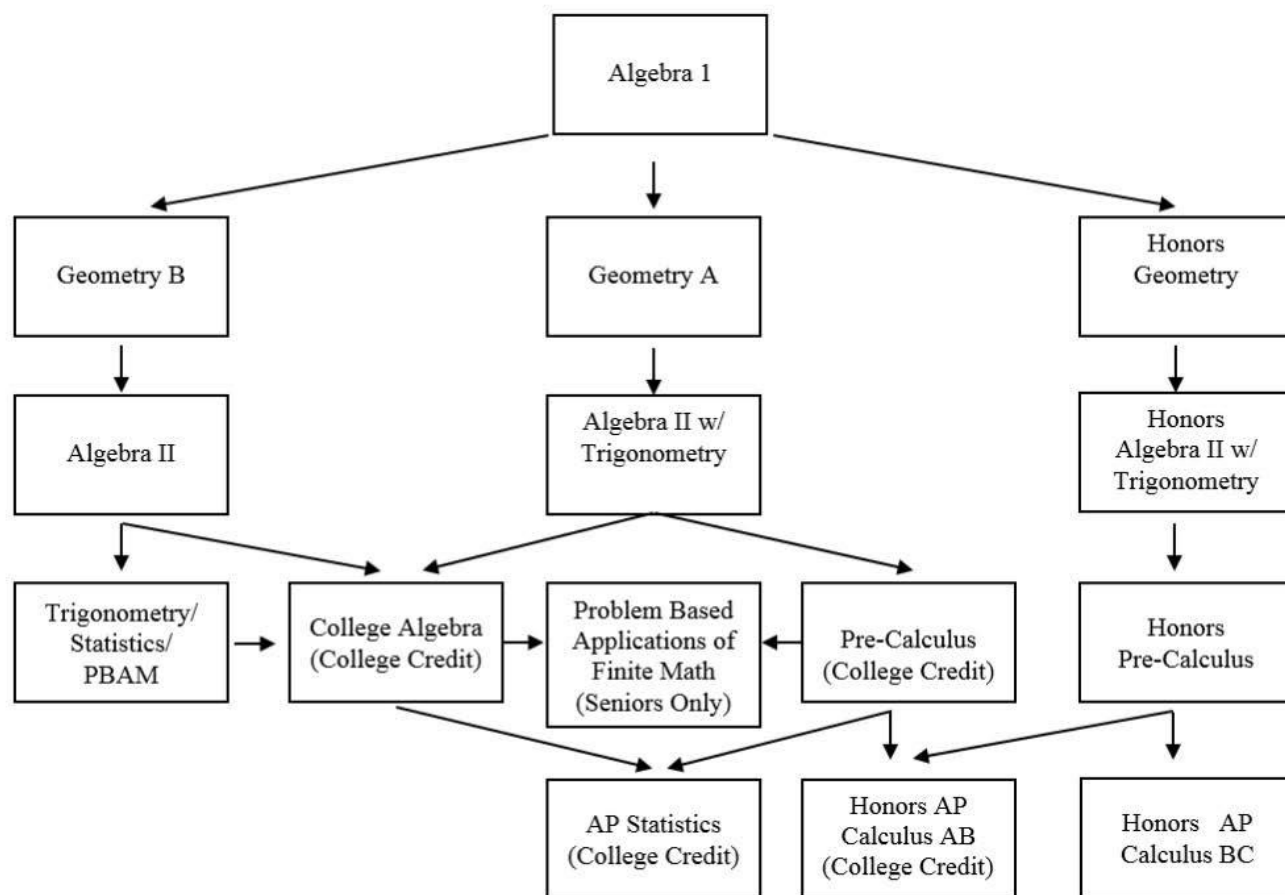 Algebra 1
Geometry B
Geometry A
Honors
Geometry
Algebra II
Algebra II w/
Trigonometry
Honors
Algebra II w/
Trigonometry
Trigonometry/
Statistics/
PBAM
College Algebra
(College Credit)
Problem Based
Applications of
Finite Math
(Seniors Only)
Pre-Calculus
(College Credit)
Honors
Pre-Calculus
AP Statistics
(College Credit)
Honors AP
Calculus AB
(College Credit)
Honors AP
Calculus BC